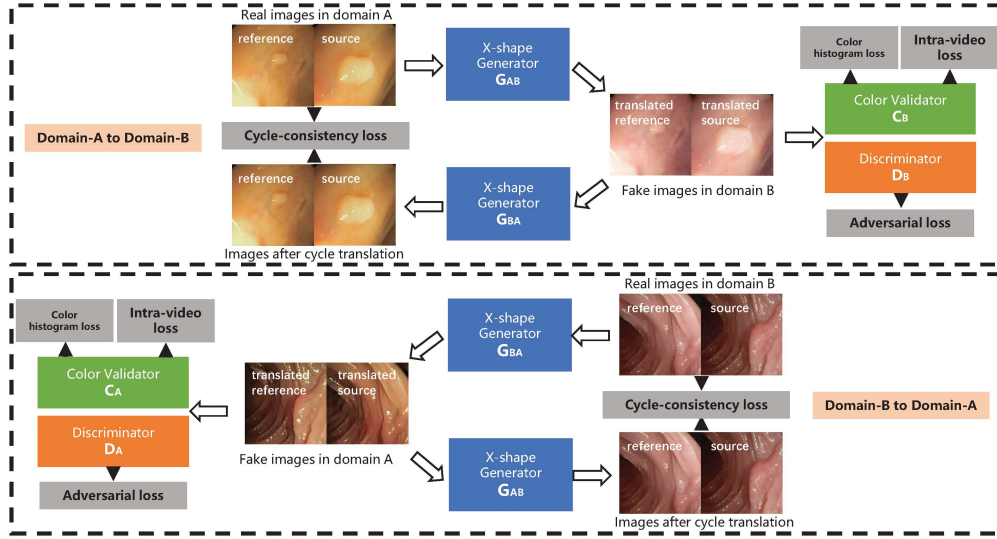 Real images in domain A
reference
source
X-shape
Generator
GAB
Color
histogram loss
Intra-video
loss
Color Validator
CB
translated
reference
translated
source
Domain-A to Domain-B
Cycle-consistency loss
Discriminator
DB
reference
source
X-shape
Generator
GBA
Fake images in domain B
Adversarial loss
Images after cycle translation
Real images in domain B
Color
histogram loss
Intra-video
loss
X-shape
Generator
GBA
reference
source
Color Validator
CA
translated
reference
translated
source
Cycle-consistency loss
Domain-B to Domain-A
Discriminator
DA
Fake images in domain A
X-shape
Generator
GAB
reference
source
Adversarial loss
Images after cycle translation